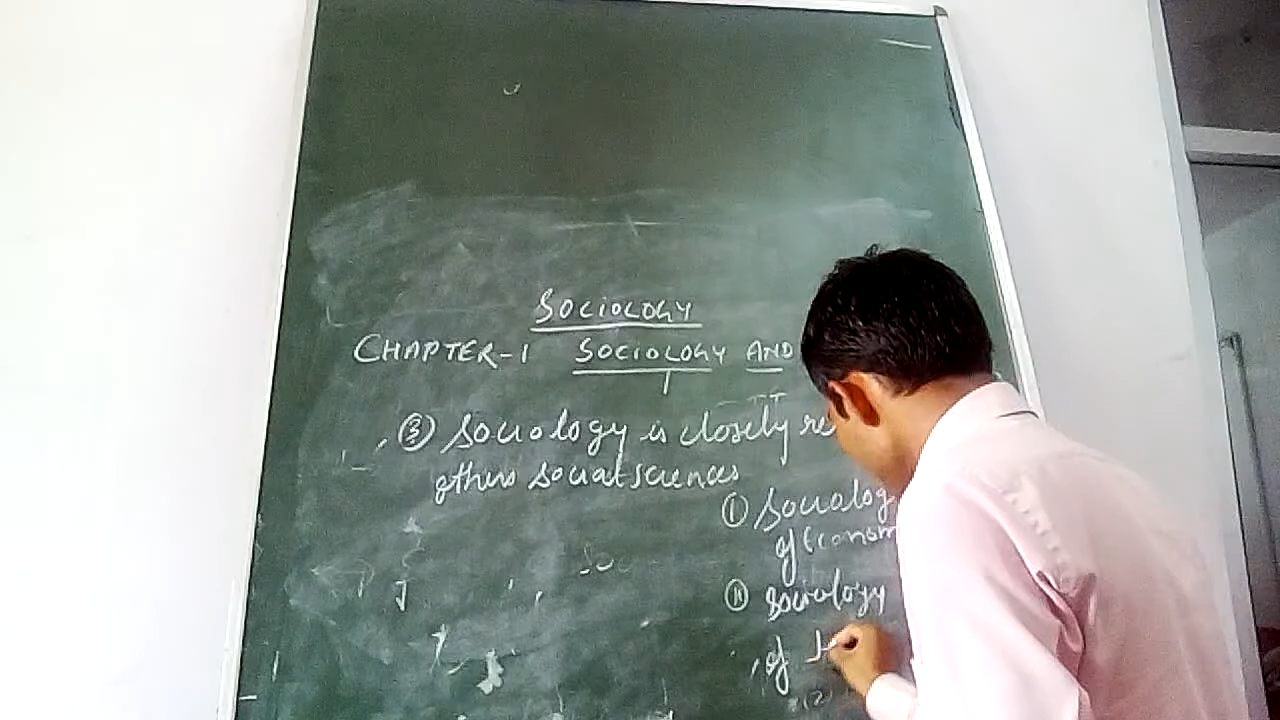 SOCIOLOGY
CHAPTER-1 SOCIOLOGY AND
③ Sociology is closely re
others social sciences
① Sociolog
of Econom
⑪ Sociology
of